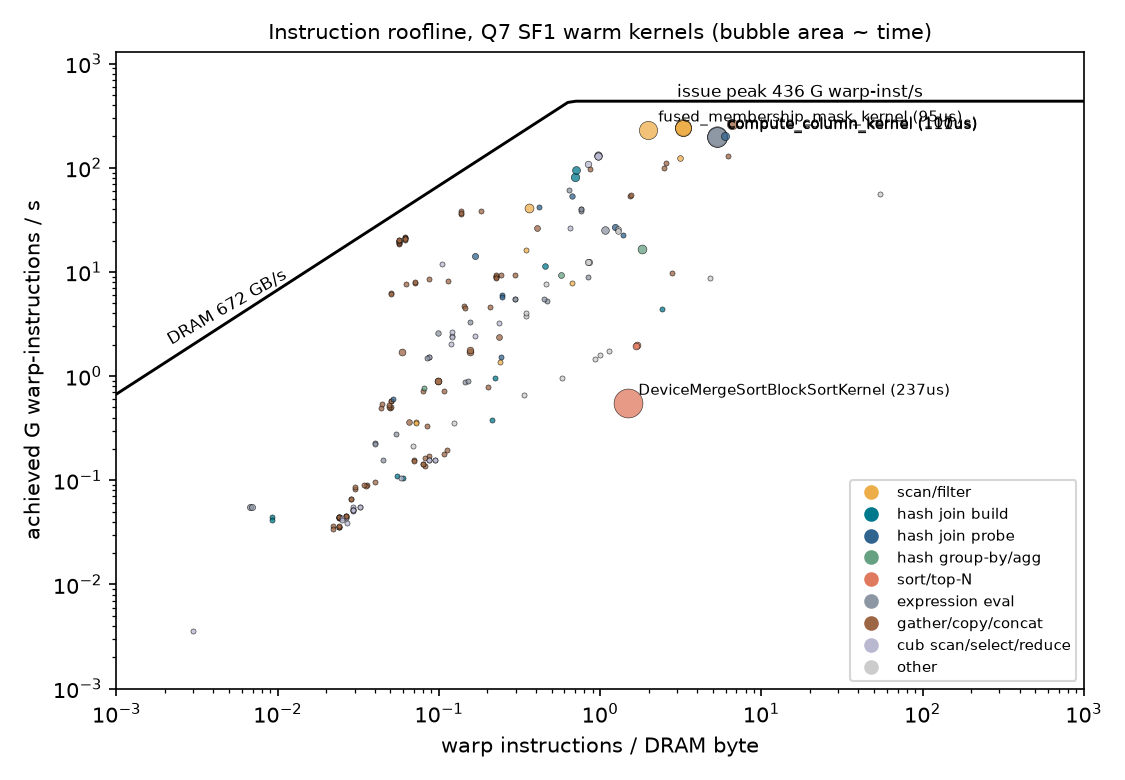 Instruction roofline, Q7 SF1 warm kernels (bubble area ~ time)
achieved G warp-instructions / s
10³
10²
10¹
10⁰
10⁻¹
10⁻²
10⁻³
issue peak 436 G warp-inst/s
fused_membership_mask_kernel (95us)
compute_column_kernel
DRAM 672 GB/s
DeviceMergeSortBlockSortKernel (237us)
scan/filter
hash join build
hash join probe
hash group-by/agg
sort/top-N
expression eval
gather/copy/concat
cub scan/select/reduce
other
10⁻³
10⁻²
10⁻¹
10⁰
10¹
10²
10³
warp instructions / DRAM byte